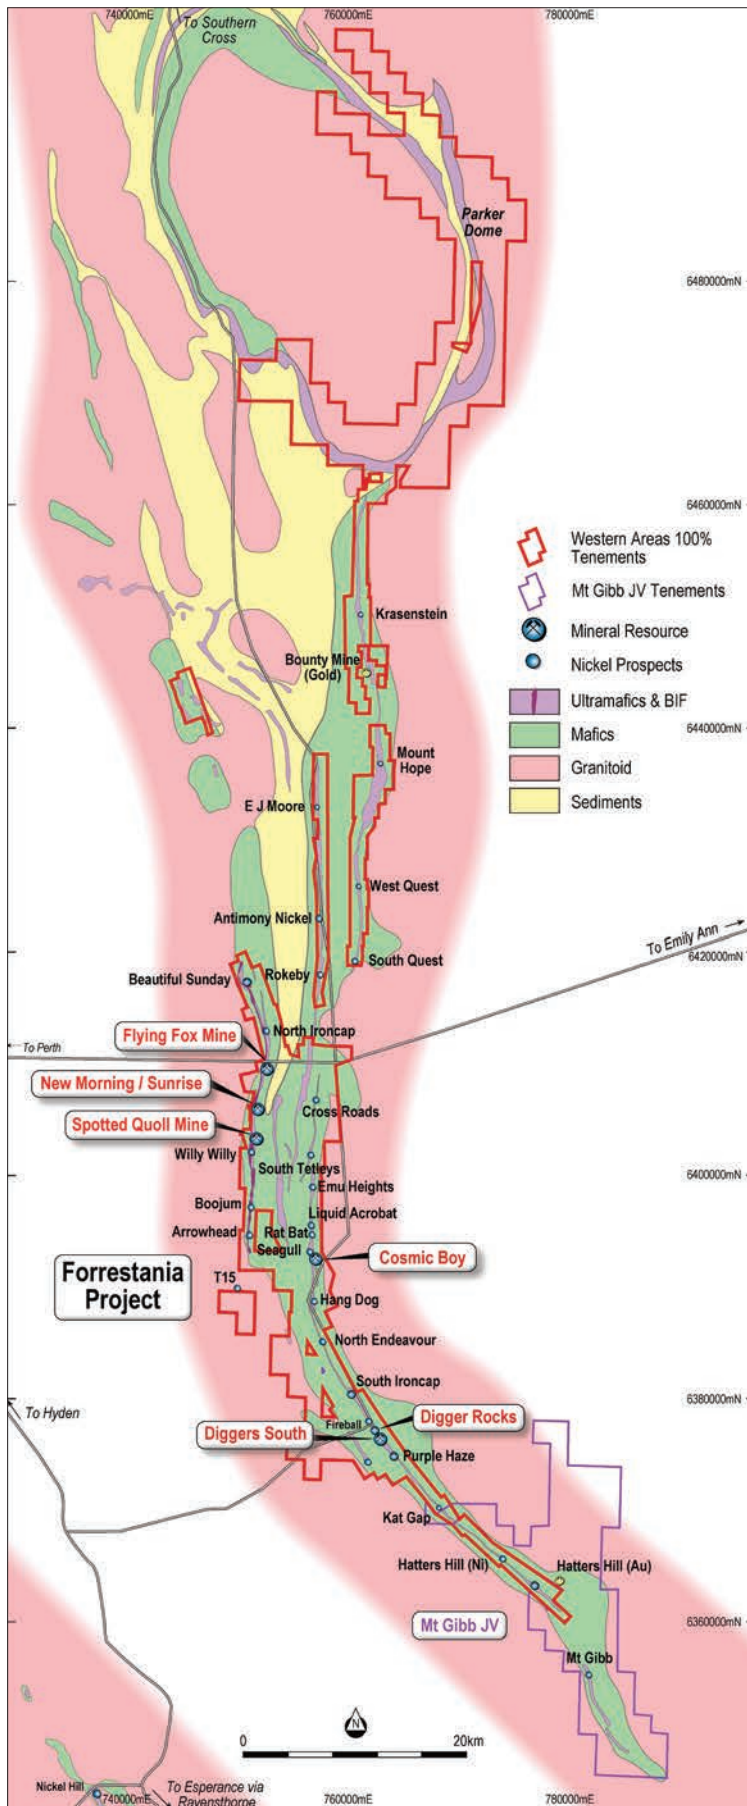 740000mE
760000mE
780000mE
To Southern
Cross
Parker
Dome
6480000mN
6460000mN
Western Areas 100%
Tenements
Mt Gibb JV Tenements
Mineral Resource
Nickel Prospects
Ultramafics & BIF
Mafics
Granitoid
Sediments
Krasenstein
Bounty Mine
(Gold)
6440000mN
Mount
Hope
E J Moore
West Quest
Antimony Nickel
To Emily Ann
6420000mN
South Quest
Rokeby
Beautiful Sunday
North Ironcap
Flying Fox Mine
To Perth
New Morning / Sunrise
Cross Roads
Spotted Quoll Mine
Willy Willy
South Tetleys
6400000mN
Emu Heights
Boojum
Liquid Acrobat
Arrowhead
Rat Bat
Seagull
Cosmic Boy
Forrestania
Project
T15
Hang Dog
North Endeavour
South Ironcap
6380000mN
To Hyden
Digger Rocks
Fireball
Diggers South
Purple Haze
Kat Gap
Hatters Hill (Ni)
Hatters Hill (Au)
Mt Gibb JV
6360000mN
Mt Gibb
N
0
20km
Nickel Hill
To Esperance via
Ravensthorpe
740000mE
760000mE
780000mE